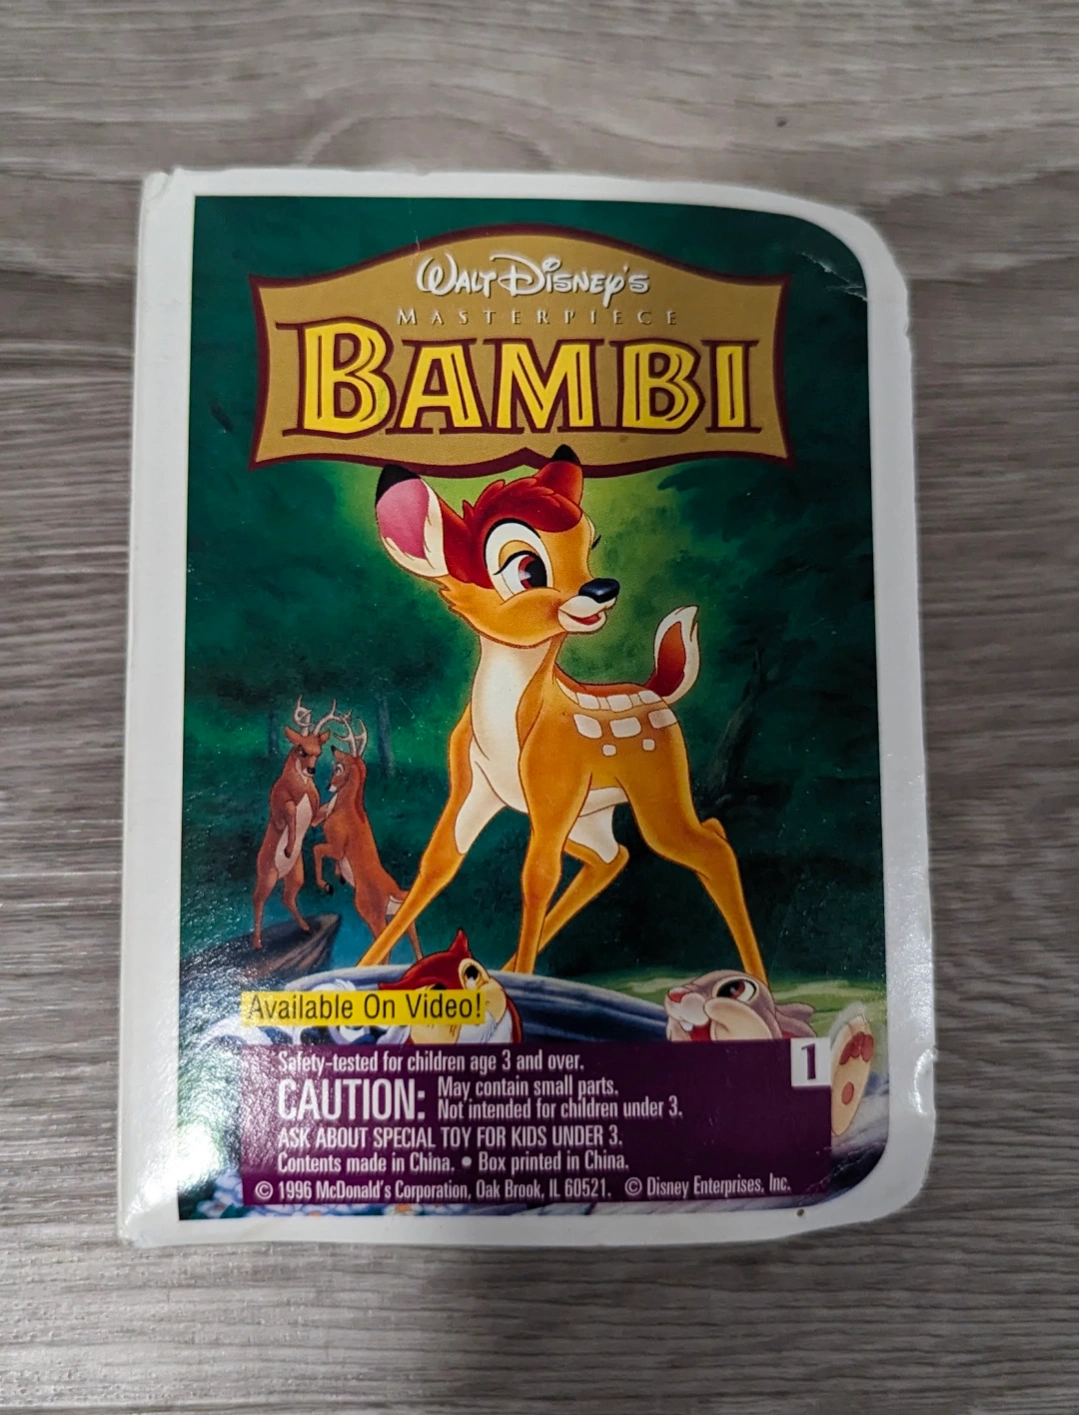 WALT DISNEY'S
MASTERPIECE
BAMBI
Available On Video!
1
Safety-tested for children age 3 and over.
CAUTION: May contain small parts.
Not intended for children under 3.
ASK ABOUT SPECIAL TOY FOR KIDS UNDER 3.
Contents made in China. • Box printed in China.
© 1996 McDonald's Corporation, Oak Brook, IL 60521. © Disney Enterprises, Inc.